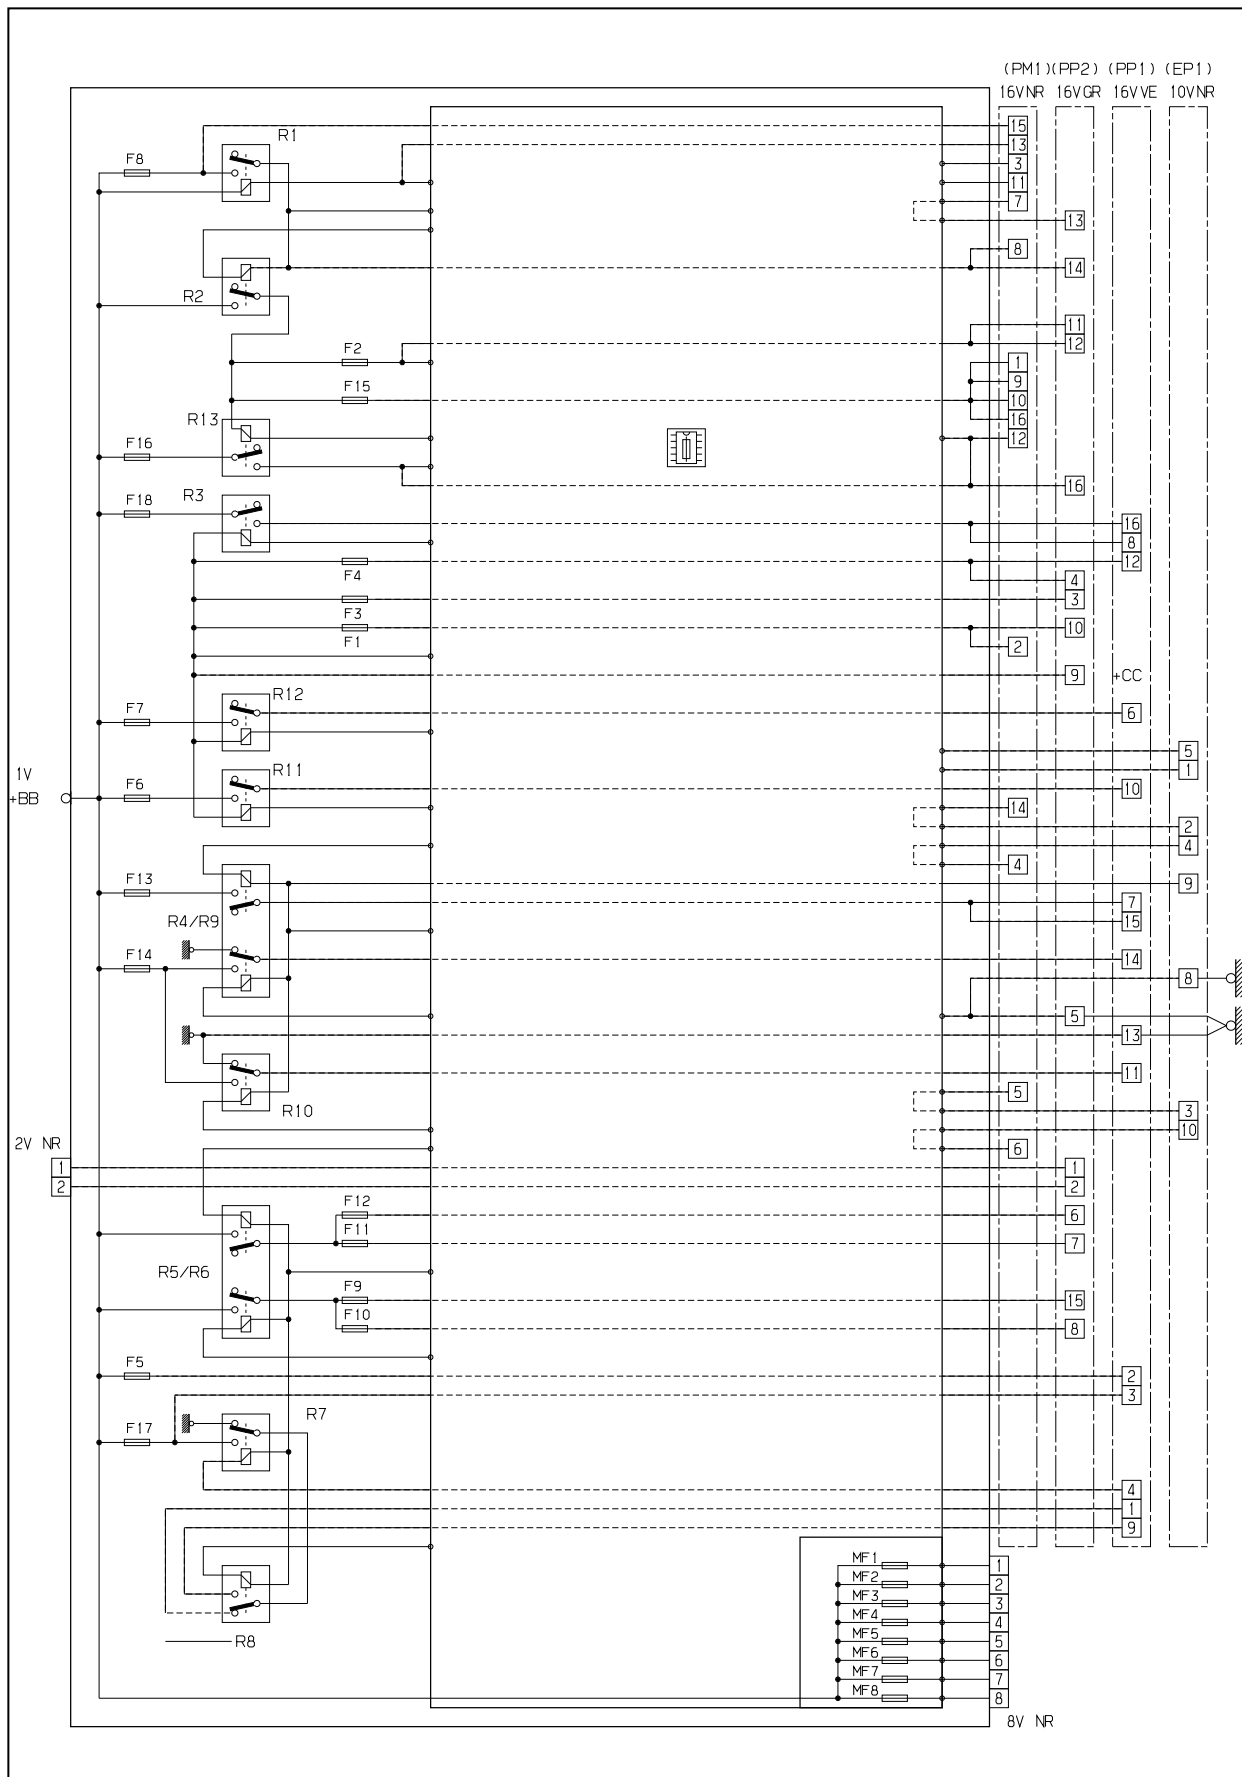 (PM1)(PP2) (PP1) (EP1)
16VNR 16VGR 16VVE 10VNR
15
R1
13
F8
3
11
7
13
8
14
R2
11
F2
12
1
F15
9
10
R13
16
F16
12
16
F18
R3
16
8
12
F4
4
3
F3
10
F1
2
9 +CC
R12
F7
6
5
R11
1
1V
F6
10
+BB
14
2
4
4
F13
9
7
R4/R9
15
F14
14
8
5
13
11
5
R10
3
10
2V NR
6
1
1
2
2
F12
6
F11
7
R5/R6
F9
15
F10
8
F5
2
3
R7
F17
4
1
9
MF1 1
MF2 2
MF3 3
MF4 4
MF5 5
R8
MF6 6
MF7 7
MF8 8
8V NR